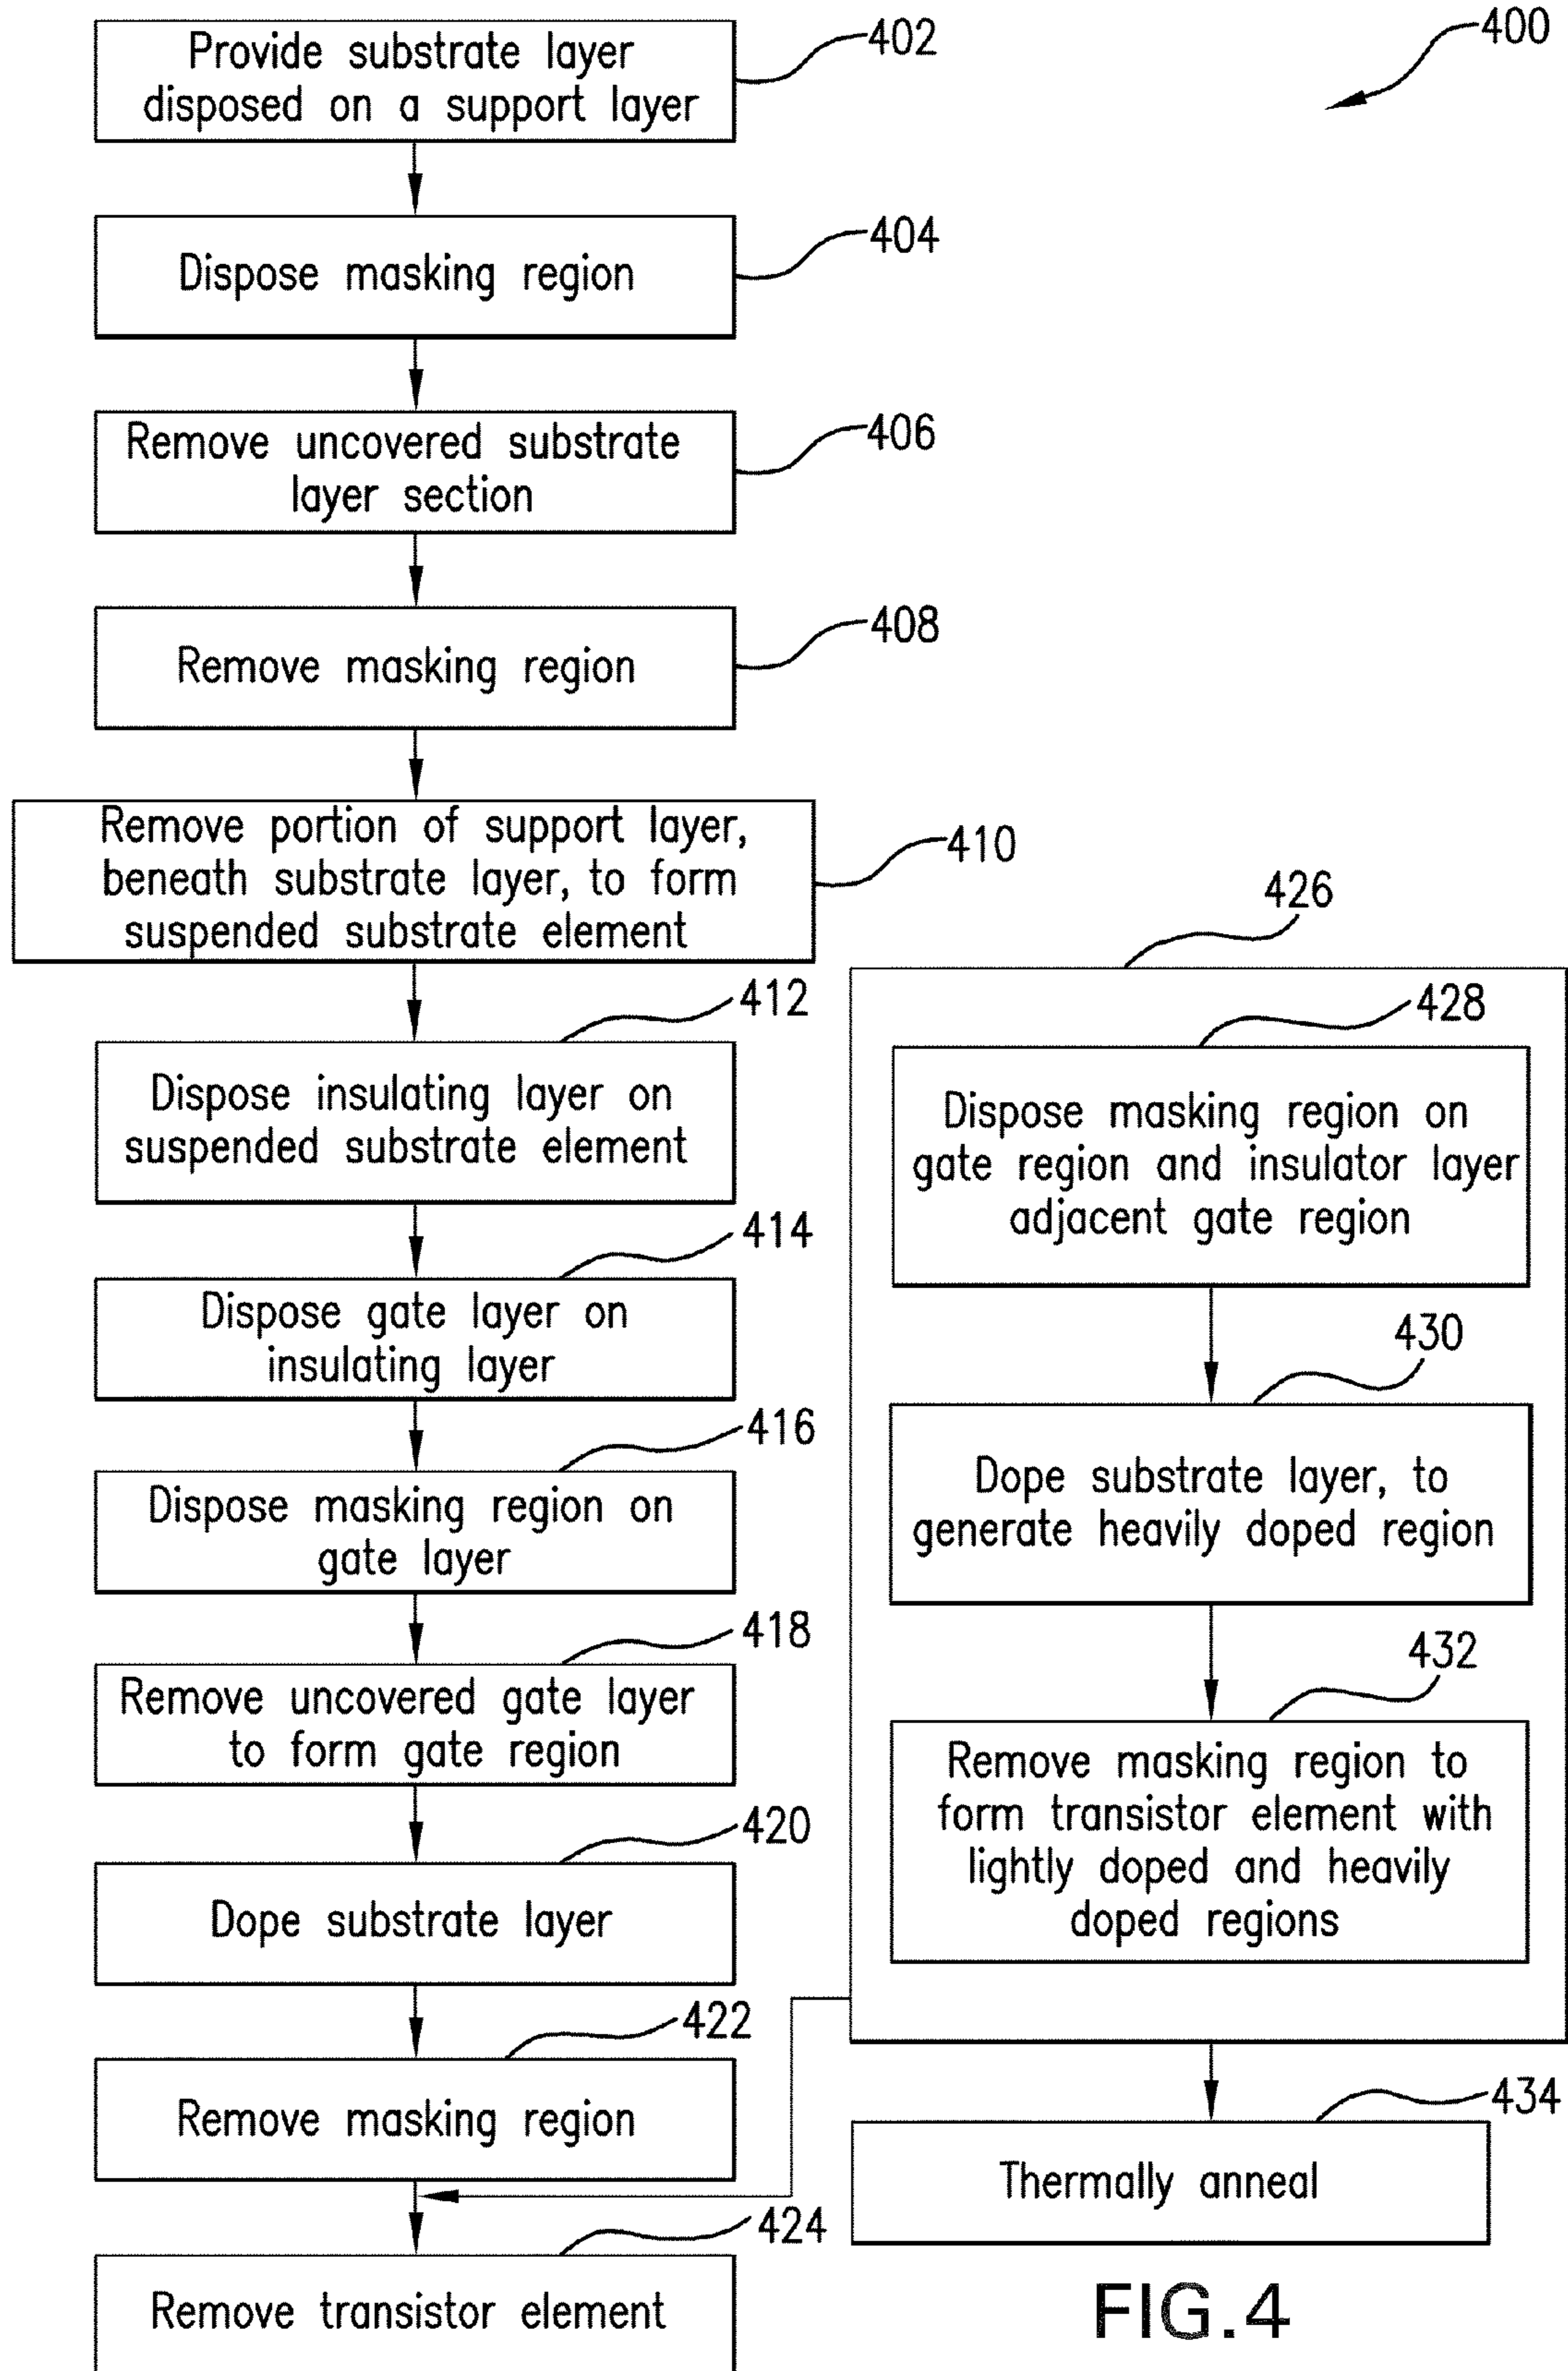 400
Provide substrate layer
disposed on a support layer
402
Dispose masking region
404
Remove uncovered substrate
layer section
406
Remove masking region
408
Remove portion of support layer,
beneath substrate layer, to form
suspended substrate element
410
Dispose insulating layer on
suspended substrate element
412
Dispose gate layer on
insulating layer
414
Dispose masking region on
gate layer
416
Remove uncovered gate layer
to form gate region
418
Dope substrate layer
420
Remove masking region
422
Remove transistor element
424
426
Dispose masking region on
gate region and insulator layer
adjacent gate region
428
Dope substrate layer, to
generate heavily doped region
430
Remove masking region to
form transistor element with
lightly doped and heavily
doped regions
432
Thermally anneal
434
FIG.4